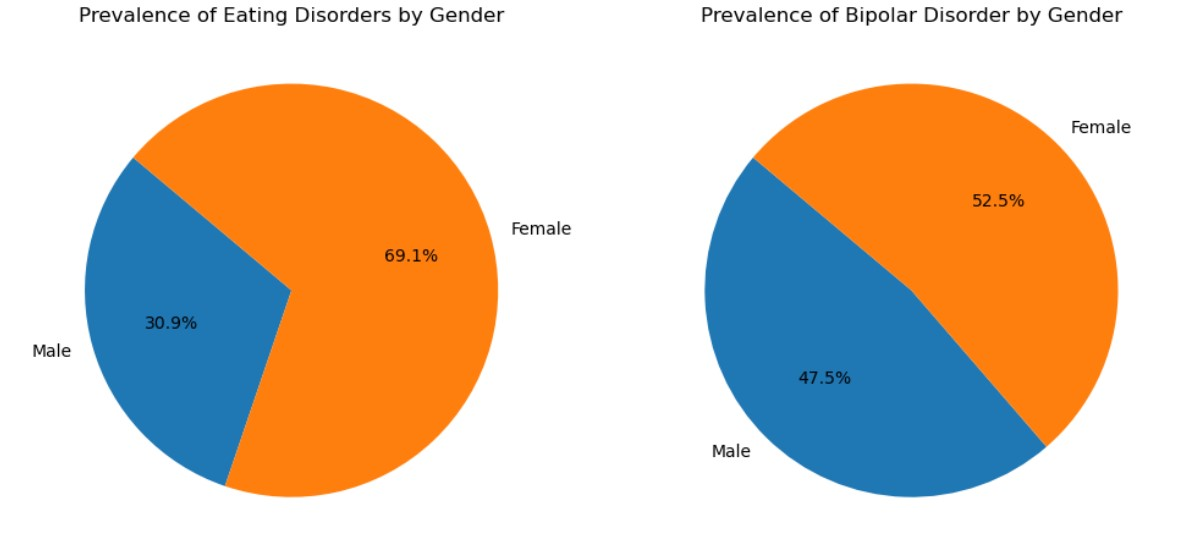 Prevalence of Eating Disorders by Gender
Female
69.1%
30.9%
Male
Prevalence of Bipolar Disorder by Gender
Female
52.5%
47.5%
Male